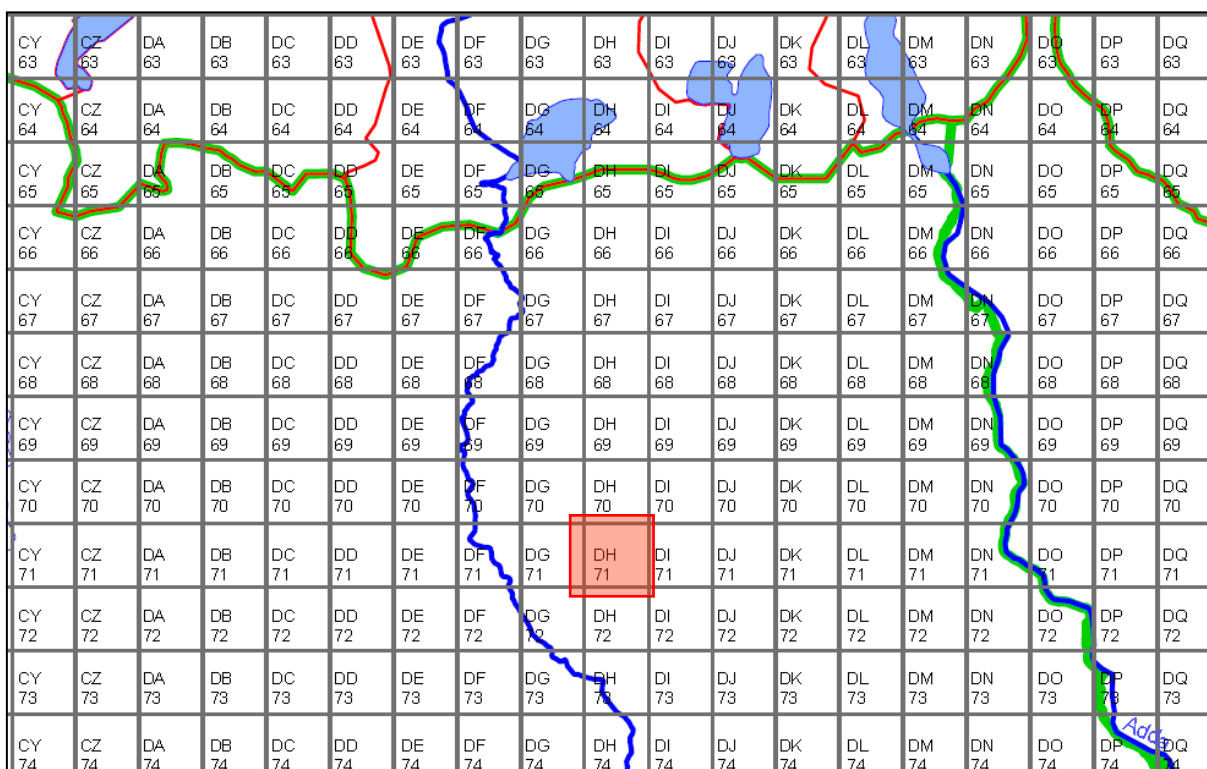 CY CZ DA DB DC DD DE DF DG DH DI DJ DK DL DM DN DO DP DQ
63 63 63 63 63 63 63 63 63 63 63 63 63 63 63 63 63 63 63
CY CZ DA DB DC DD DE DF DG DH DI DJ DK DL DM DN DO DP DQ
64 64 64 64 64 64 64 64 64 64 64 64 64 64 64 64 64 64 64
CY CZ DA DB DC DD DE DF DG DH DI DJ DK DL DM DN DO DP DQ
65 65 65 65 65 65 65 65 65 65 65 65 65 65 65 65 65 65 65
CY CZ DA DB DC DD DE DF DG DH DI DJ DK DL DM DN DO DP DQ
66 66 66 66 66 66 66 66 66 66 66 66 66 66 66 66 66 66 66
CY CZ DA DB DC DD DE DF DG DH DI DJ DK DL DM DN DO DP DQ
67 67 67 67 67 67 67 67 67 67 67 67 67 67 67 67 67 67 67
CY CZ DA DB DC DD DE DF DG DH DI DJ DK DL DM DN DO DP DQ
68 68 68 68 68 68 68 68 68 68 68 68 68 68 68 68 68 68 68
CY CZ DA DB DC DD DE DF DG DH DI DJ DK DL DM DN DO DP DQ
69 69 69 69 69 69 69 69 69 69 69 69 69 69 69 69 69 69 69
CY CZ DA DB DC DD DE DF DG DH DI DJ DK DL DM DN DO DP DQ
70 70 70 70 70 70 70 70 70 70 70 70 70 70 70 70 70 70 70
CY CZ DA DB DC DD DE DF DG DH DI DJ DK DL DM DN DO DP DQ
71 71 71 71 71 71 71 71 71 71 71 71 71 71 71 71 71 71 71
CY CZ DA DB DC DD DE DF DG DH DI DJ DK DL DM DN DO DP DQ
72 72 72 72 72 72 72 72 72 72 72 72 72 72 72 72 72 72 72
CY CZ DA DB DC DD DE DF DG DH DI DJ DK DL DM DN DO DP DQ
73 73 73 73 73 73 73 73 73 73 73 73 73 73 73 73 73 73 73
Adda
CY CZ DA DB DC DD DE DF DG DH DI DJ DK DL DM DN DO DP DQ
74 74 74 74 74 74 74 74 74 74 74 74 74 74 74 74 74 74 74